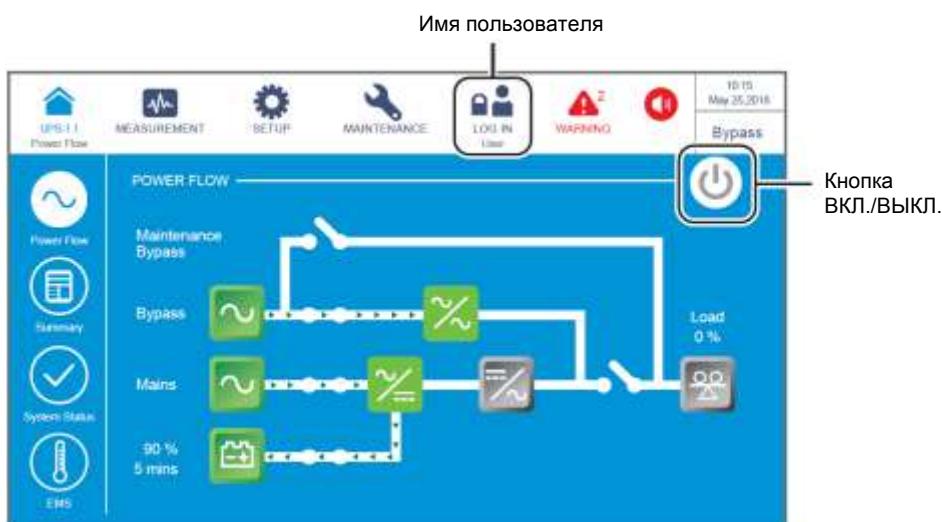 Имя пользователя
10:15
May 25,2018
UPS-1.1
Power Flow
MEASUREMENT
SETUP
MAINTENANCE
LOG IN
User
WARNING
2
Bypass
POWER FLOW
Кнопка
ВКЛ./ВЫКЛ.
Power Flow
Maintenance
Bypass
Summary
Bypass
Load
0 %
Mains
System Status
90 %
5 mins
EMS